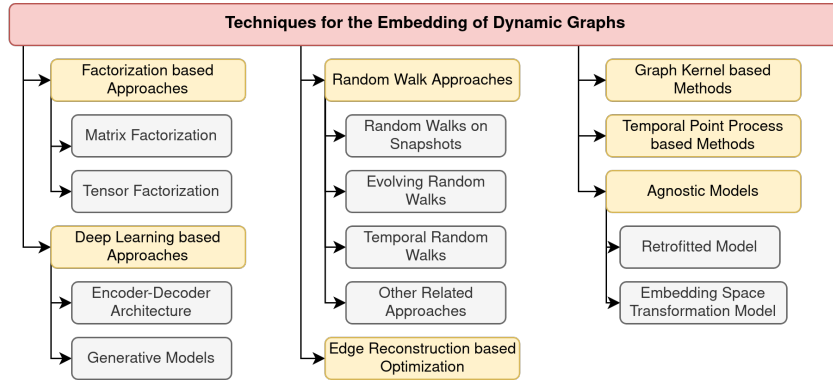 Techniques for the Embedding of Dynamic Graphs
Factorization based
Approaches
Matrix Factorization
Tensor Factorization
Deep Learning based
Approaches
Encoder-Decoder
Architecture
Generative Models
Random Walk Approaches
Random Walks on
Snapshots
Evolving Random
Walks
Temporal Random
Walks
Other Related
Approaches
Edge Reconstruction based
Optimization
Graph Kernel based
Methods
Temporal Point Process
based Methods
Agnostic Models
Retrofitted Model
Embedding Space
Transformation Model